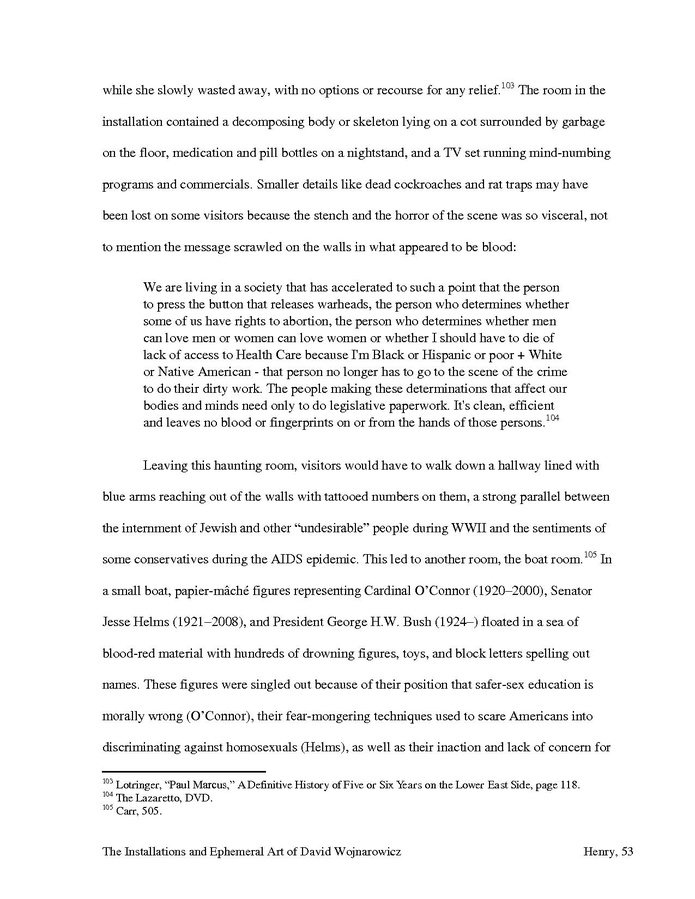 while she slowly wasted away, with no options or recourse for any relief.103 The room in the
installation contained a decomposing body or skeleton lying on a cot surrounded by garbage
on the floor, medication and pill bottles on a nightstand, and a TV set running mind-numbing
programs and commercials. Smaller details like dead cockroaches and rat traps may have
been lost on some visitors because the stench and the horror of the scene was so visceral, not
to mention the message scrawled on the walls in what appeared to be blood:
We are living in a society that has accelerated to such a point that the person
to press the button that releases warheads, the person who determines whether
some of us have rights to abortion, the person who determines whether men
can love men or women can love women or whether I should have to die of
lack of access to Health Care because I'm Black or Hispanic or poor + White
or Native American - that person no longer has to go to the scene of the crime
to do their dirty work. The people making these determinations that affect our
bodies and minds need only to do legislative paperwork. It's clean, efficient
and leaves no blood or fingerprints on or from the hands of those persons.104
Leaving this haunting room, visitors would have to walk down a hallway lined with
blue arms reaching out of the walls with tattooed numbers on them, a strong parallel between
the internment of Jewish and other “undesirable” people during WWII and the sentiments of
some conservatives during the AIDS epidemic. This led to another room, the boat room.105 In
a small boat, papier-mâché figures representing Cardinal O’Connor (1920–2000), Senator
Jesse Helms (1921–2008), and President George H.W. Bush (1924–) floated in a sea of
blood-red material with hundreds of drowning figures, toys, and block letters spelling out
names. These figures were singled out because of their position that safer-sex education is
morally wrong (O’Connor), their fear-mongering techniques used to scare Americans into
discriminating against homosexuals (Helms), as well as their inaction and lack of concern for
103 Lotringer, “Paul Marcus,” A Definitive History of Five or Six Years on the Lower East Side, page 118.
104 The Lazaretto, DVD.
105 Carr, 505.
The Installations and Ephemeral Art of David Wojnarowicz Henry, 53